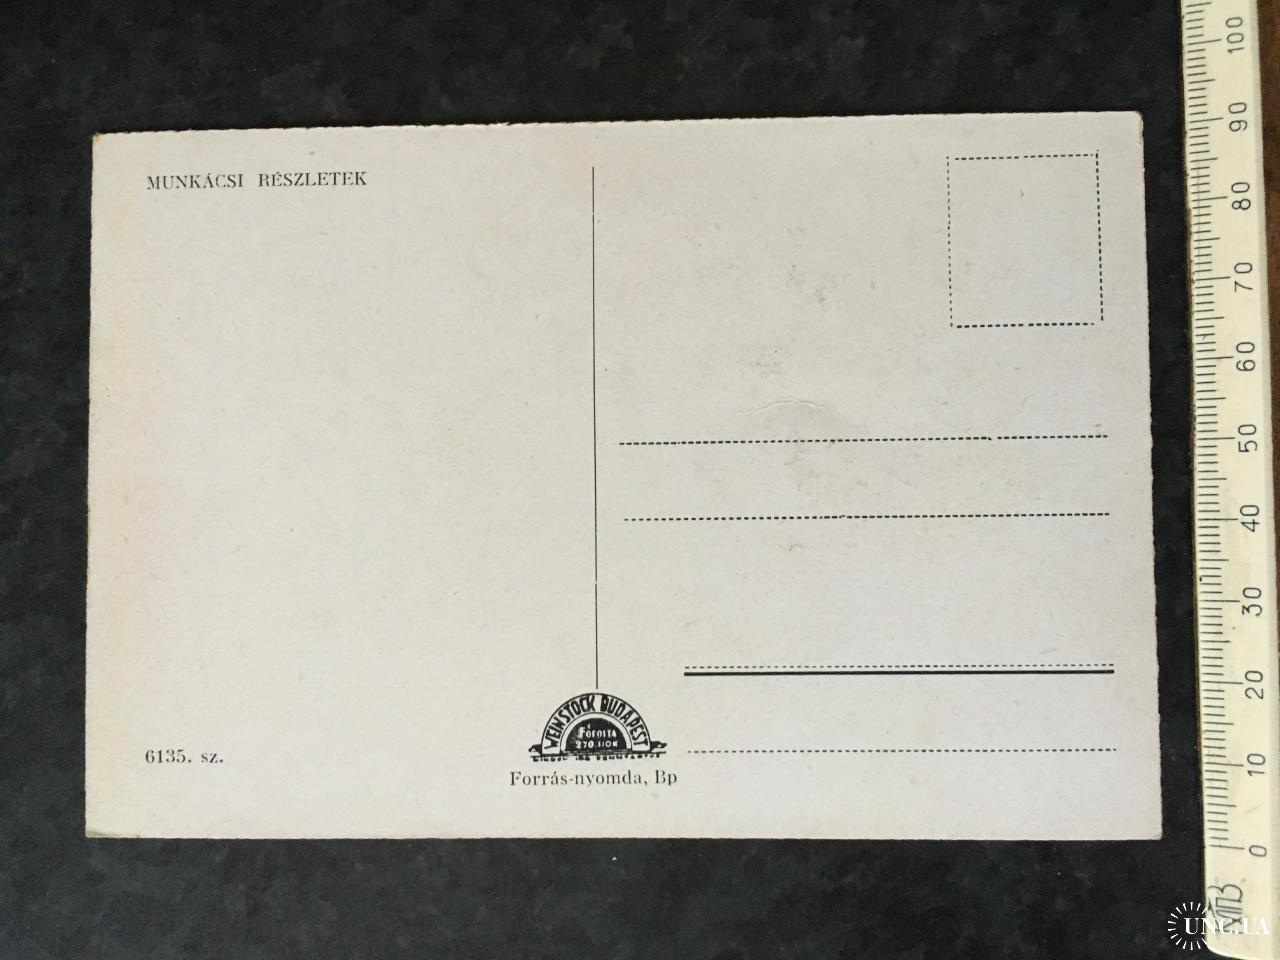 MUNKÁCSI RÉSZLETEK
6135. sz.
WEINSTOCK BUDAPEST
FŐPOSTA
270. FIÓK
Forrás-nyomda, Bp
100
90
80
70
60
50
40
30
20
10
0
UNC.UA